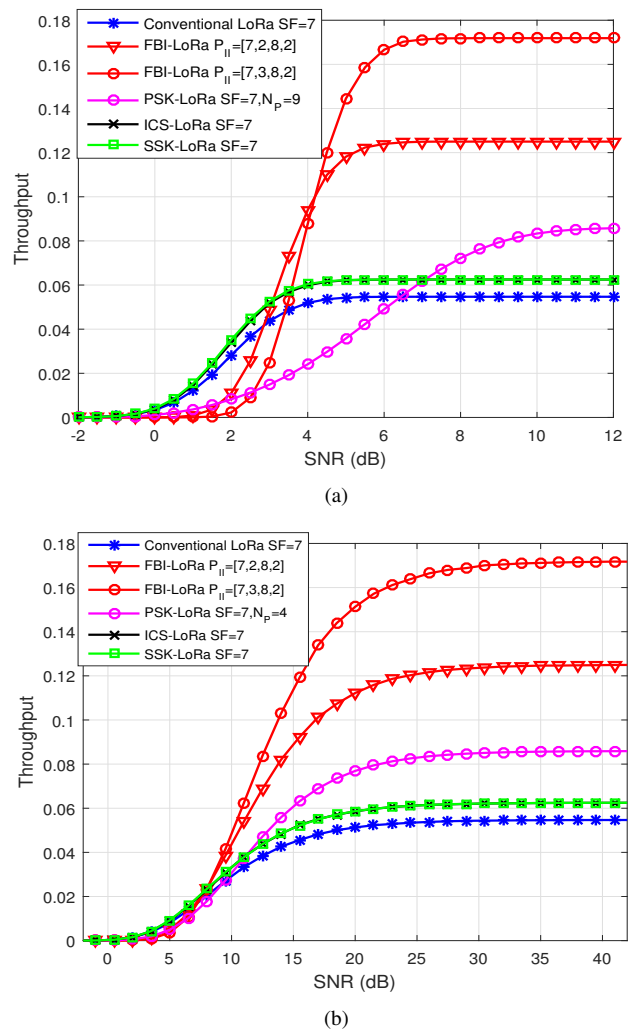 Conventional LoRa SF=7
FBI-LoRa P_II=[7,2,8,2]
FBI-LoRa P_II=[7,3,8,2]
PSK-LoRa SF=7,N_P=9
ICS-LoRa SF=7
SSK-LoRa SF=7
0.18
0.16
0.14
0.12
0.1
0.08
0.06
0.04
0.02
0
Throughput
-2 0 2 4 6 8 10 12
SNR (dB)
(a)
Conventional LoRa SF=7
FBI-LoRa P_II=[7,2,8,2]
FBI-LoRa P_II=[7,3,8,2]
PSK-LoRa SF=7,N_P=4
ICS-LoRa SF=7
SSK-LoRa SF=7
0.18
0.16
0.14
0.12
0.1
0.08
0.06
0.04
0.02
0
Throughput
0 5 10 15 20 25 30 35 40
SNR (dB)
(b)